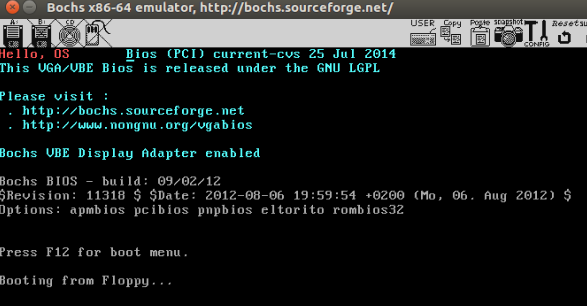 Bochs x86-64 emulator, http://bochs.sourceforge.net/
A: B: CD USER Copy Paste snapshot CONFIG Reset
Hello, OS Bios (PCI) current-cvs 25 Jul 2014
This VGA/VBE Bios is released under the GNU LGPL
Please visit :
. http://bochs.sourceforge.net
. http://www.nongnu.org/vgabios
Bochs VBE Display Adapter enabled
Bochs BIOS - build: 09/02/12
$Revision: 11318 $ $Date: 2012-08-06 19:59:54 +0200 (Mo, 06. Aug 2012) $
Options: apmbios pcibios pnpbios eltorito rombios32
Press F12 for boot menu.
Booting from Floppy...